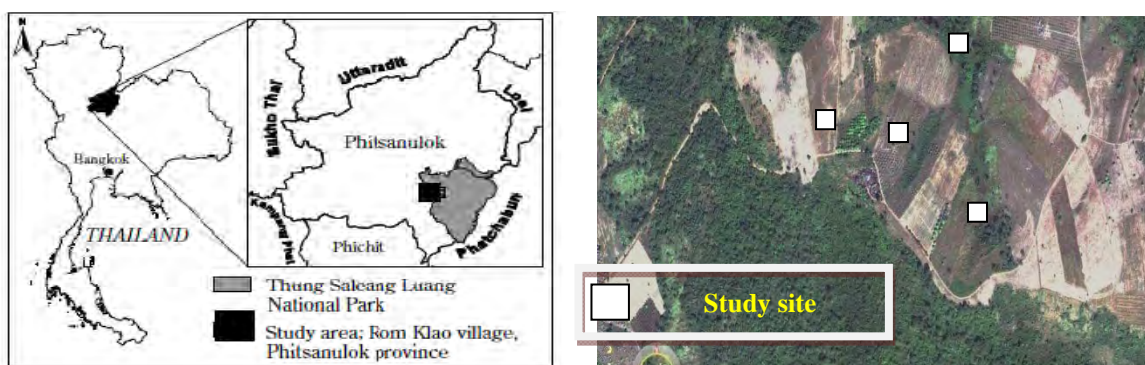 N
Bangkok
THAILAND
Uttaradit
Sukho Thai
Loei
Phitsanulok
Phatchabun
Phichit
Thung Saleang Luang
National Park
Study area; Rom Klao village,
Phitsanulok province
Study site